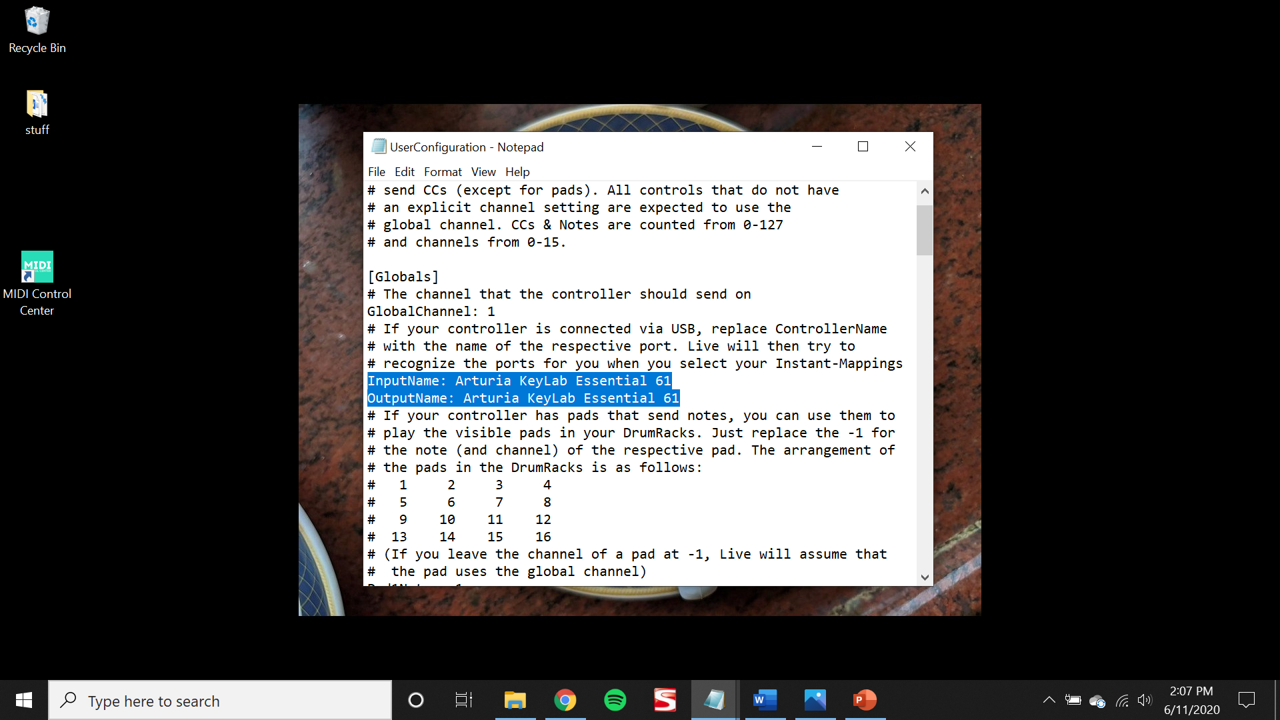 Recycle Bin
stuff
MIDI
MIDI Control
Center
UserConfiguration - Notepad
File Edit Format View Help
# send CCs (except for pads). All controls that do not have
# an explicit channel setting are expected to use the
# global channel. CCs & Notes are counted from 0-127
# and channels from 0-15.
[Globals]
# The channel that the controller should send on
GlobalChannel: 1
# If your controller is connected via USB, replace ControllerName
# with the name of the respective port. Live will then try to
# recognize the ports for you when you select your Instant-Mappings
InputName: Arturia KeyLab Essential 61
OutputName: Arturia KeyLab Essential 61
# If your controller has pads that send notes, you can use them to
# play the visible pads in your DrumRacks. Just replace the -1 for
# the note (and channel) of the respective pad. The arrangement of
# the pads in the DrumRacks is as follows:
#   1     2     3     4
#   5     6     7     8
#   9    10    11    12
#  13    14    15    16
# (If you leave the channel of a pad at -1, Live will assume that
#  the pad uses the global channel)
Type here to search
2:07 PM
6/11/2020